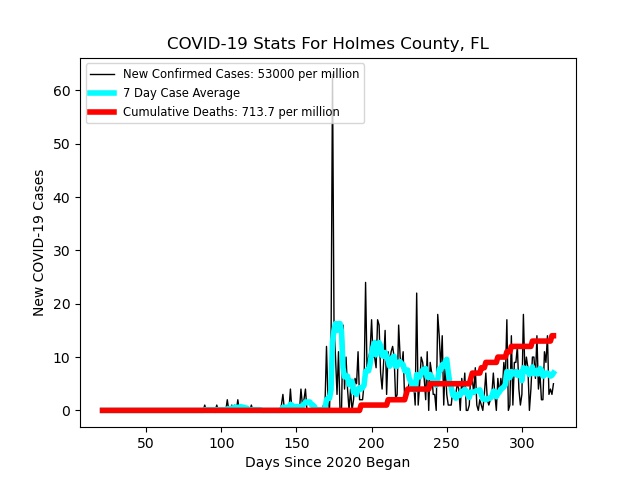 COVID-19 Stats For Holmes County, FL
New Confirmed Cases: 53000 per million
7 Day Case Average
Cumulative Deaths: 713.7 per million
New COVID-19 Cases
60
50
40
30
20
10
0
50 100 150 200 250 300
Days Since 2020 Began